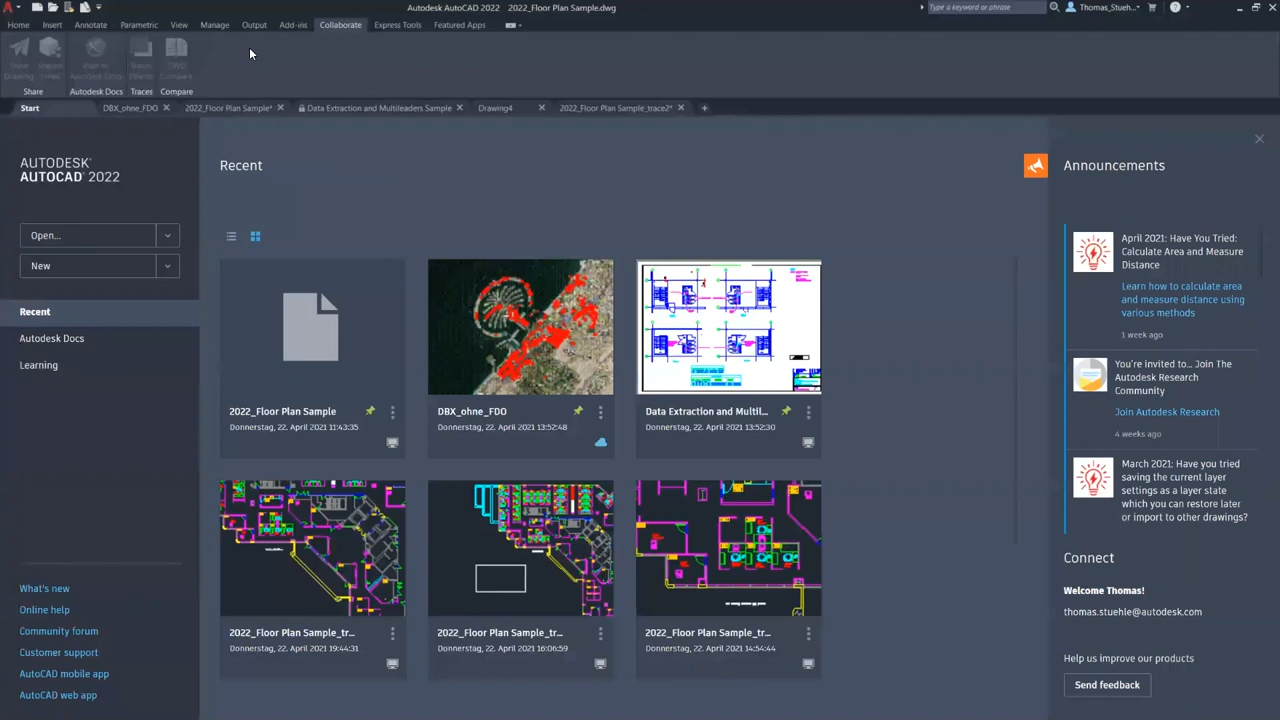 Autodesk AutoCAD 2022 2022_Floor Plan Sample.dwg
Type a keyword or phrase
Thomas_Stueh...
Home Insert Annotate Parametric View Manage Output Add-ins Collaborate Express Tools Featured Apps
Share Autodesk Docs Traces Compare
Start DBX_ohne_FDO 2022_Floor Plan Sample* Data Extraction and Multileaders Sample Drawing4 2022_Floor Plan Sample_trace2*
AUTODESK
AUTOCAD 2022
Open...
New
Recent
Autodesk Docs
Learning
What's new
Online help
Community forum
Customer support
AutoCAD mobile app
AutoCAD web app
Recent
2022_Floor Plan Sample
Donnerstag, 22. April 2021 11:43:35
DBX_ohne_FDO
Donnerstag, 22. April 2021 13:52:48
Data Extraction and Multil...
Donnerstag, 22. April 2021 13:52:30
2022_Floor Plan Sample_tr...
Donnerstag, 22. April 2021 19:44:31
2022_Floor Plan Sample_tr...
Donnerstag, 22. April 2021 16:06:59
2022_Floor Plan Sample_tr...
Donnerstag, 22. April 2021 14:54:44
Announcements
April 2021: Have You Tried:
Calculate Area and Measure
Distance
Learn how to calculate area
and measure distance using
various methods
1 week ago
You're invited to... Join The
Autodesk Research
Community
Join Autodesk Research
4 weeks ago
March 2021: Have you tried
saving the current layer
settings as a layer state
which you can restore later
or import to other drawings?
Connect
Welcome Thomas!
thomas.stuehle@autodesk.com
Help us improve our products
Send feedback